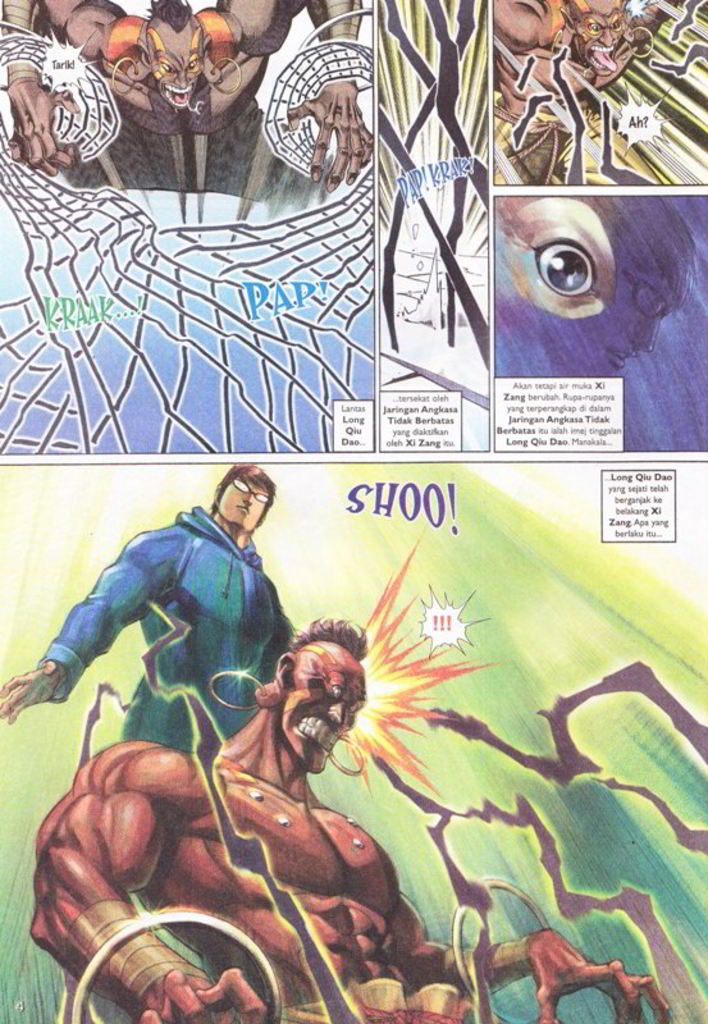 Tarik!
KRAAK...!
PAP!
Lantas
Long
Qiu
Dao..
PAP! KRAK!
...tersekat oleh
Jaringan Angkasa
Tidak Berbatas
yang diaktifkan
oleh Xi Zang itu.
Ah?
Akan tetapi air muka Xi
Zang berubah. Rupa-rupanya
yang terperangkap di dalam
Jaringan Angkasa Tidak
Berbatas itu ialah imej tinggalan
Long Qiu Dao. Manakala...
...Long Qiu Dao
yang sejati telah
berganjak ke
belakang Xi
Zang. Apa yang
berlaku itu...
SHOO!
!!!
4